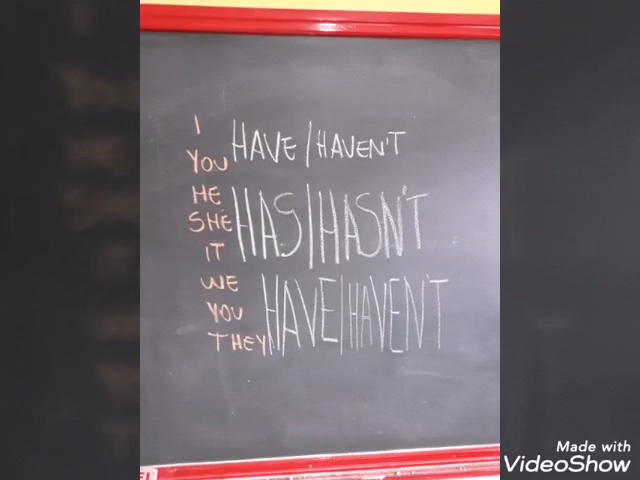 I
YOU HAVE/HAVEN'T
HE
SHE HAS/HASN'T
IT
WE
YOU HAVE/HAVEN'T
THEY
Made with
VideoShow